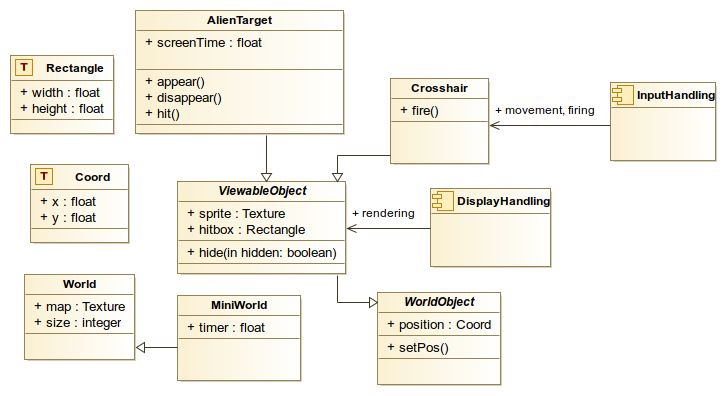 AlienTarget
+ screenTime : float
+ appear()
+ disappear()
+ hit()
T Rectangle
+ width : float
+ height : float
Crosshair
+ fire()
+ movement, firing
InputHandling
T Coord
+ x : float
+ y : float
ViewableObject
+ sprite : Texture
+ hitbox : Rectangle
+ hide(in hidden: boolean)
+ rendering
DisplayHandling
World
+ map : Texture
+ size : integer
MiniWorld
+ timer : float
WorldObject
+ position : Coord
+ setPos()